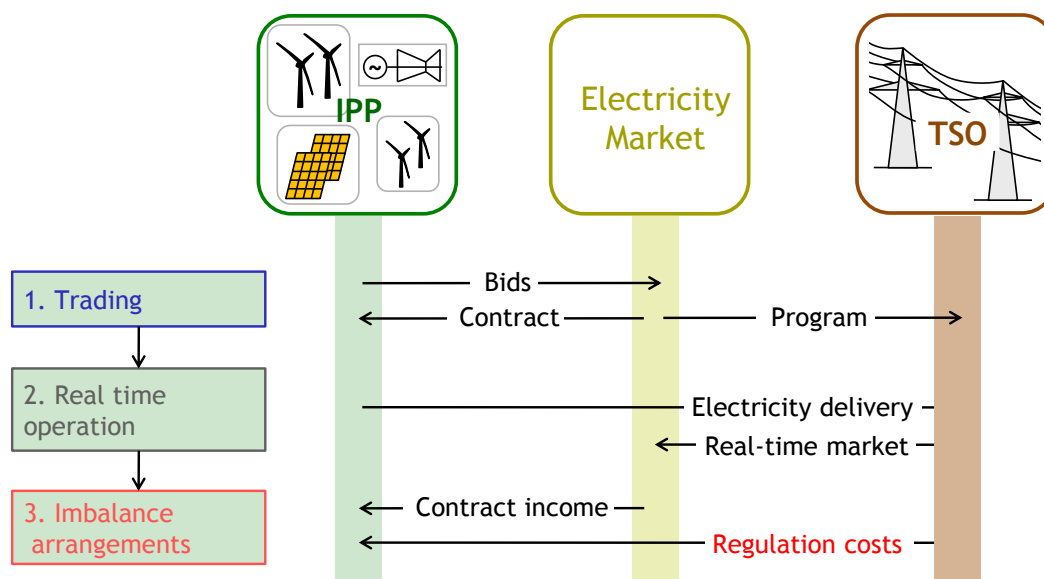 IPP
~
Electricity
Market
TSO
1. Trading
Bids
Contract
Program
2. Real time
operation
Electricity delivery
Real-time market
3. Imbalance
arrangements
Contract income
Regulation costs